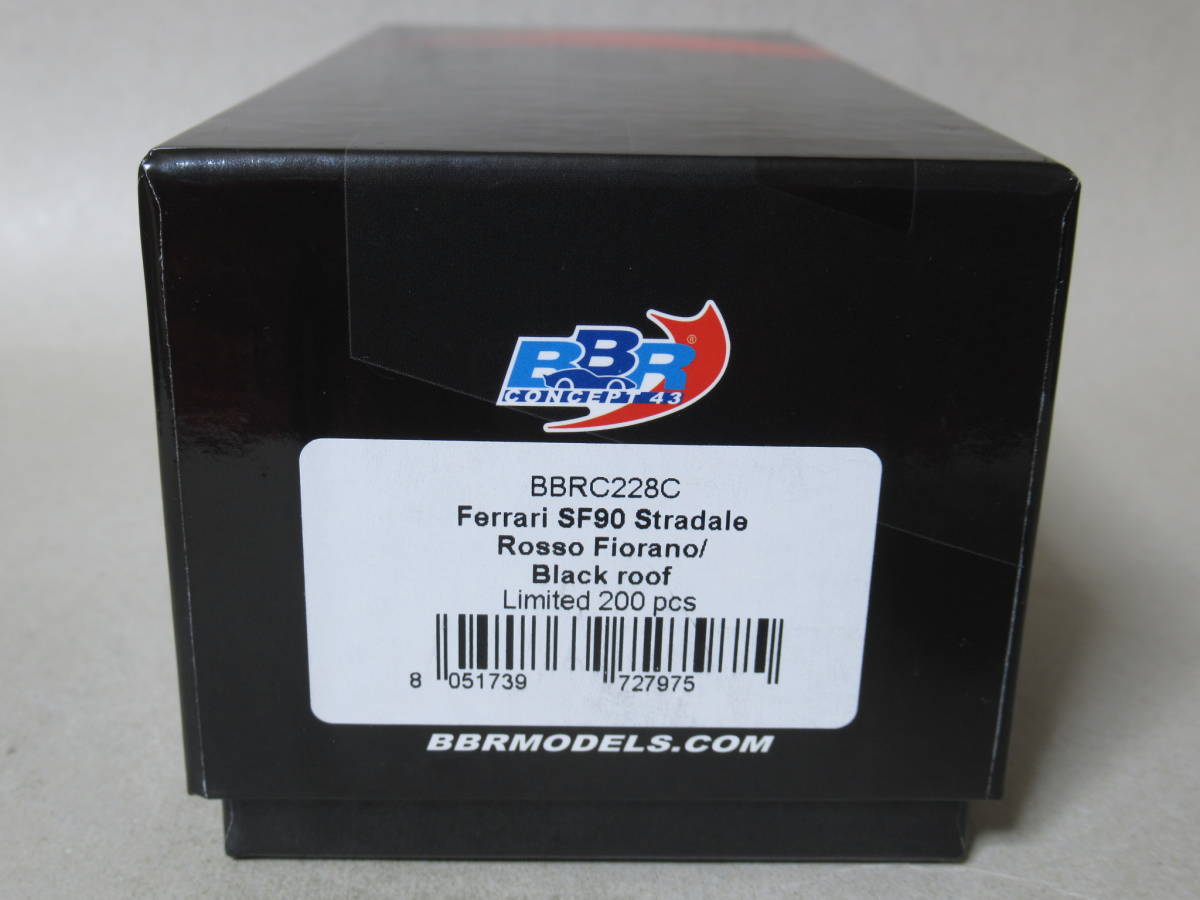 BBR®
CONCEPT 43
BBRC228C
Ferrari SF90 Stradale
Rosso Fiorano/
Black roof
Limited 200 pcs
8 051739 727975
BBRMODELS.COM